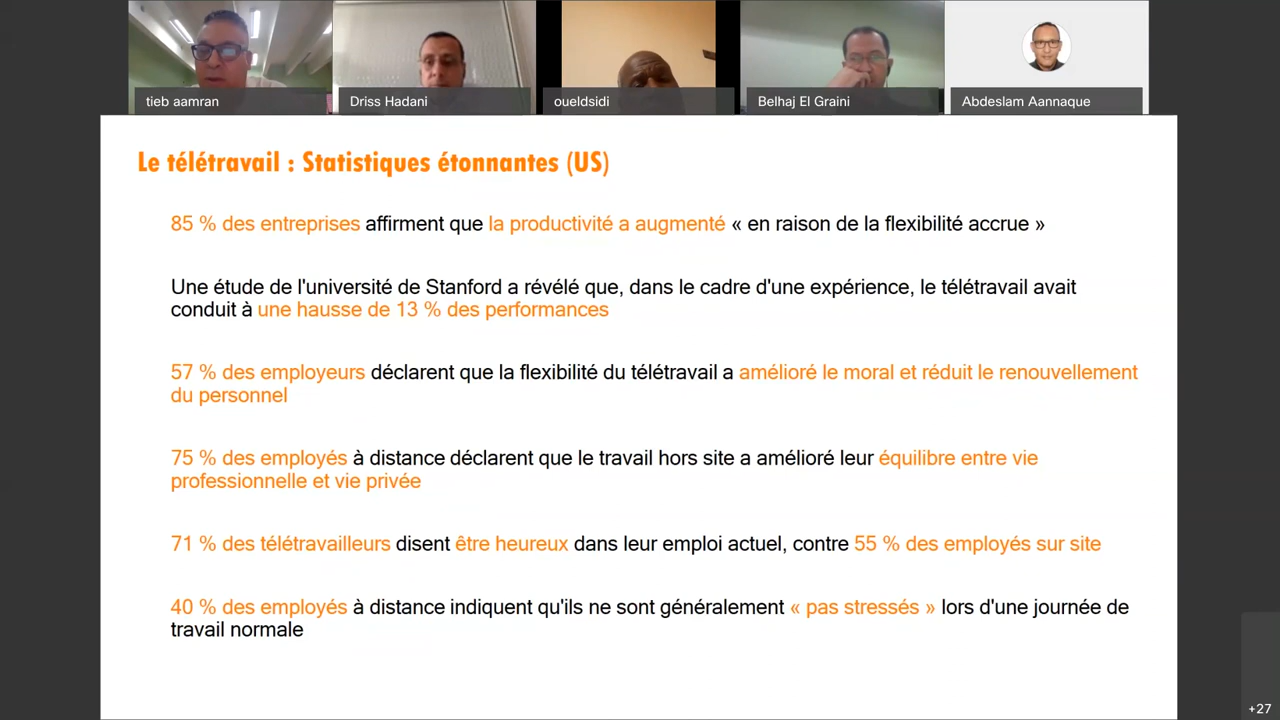 tieb aamran
Driss Hadani
oueldsidi
Belhaj El Graini
Abdeslam Aannaque
Le télétravail : Statistiques étonnantes (US)
85 % des entreprises affirment que la productivité a augmenté « en raison de la flexibilité accrue »
Une étude de l'université de Stanford a révélé que, dans le cadre d'une expérience, le télétravail avait
conduit à une hausse de 13 % des performances
57 % des employeurs déclarent que la flexibilité du télétravail a amélioré le moral et réduit le renouvellement
du personnel
75 % des employés à distance déclarent que le travail hors site a amélioré leur équilibre entre vie
professionnelle et vie privée
71 % des télétravailleurs disent être heureux dans leur emploi actuel, contre 55 % des employés sur site
40 % des employés à distance indiquent qu'ils ne sont généralement « pas stressés » lors d'une journée de
travail normale
+27